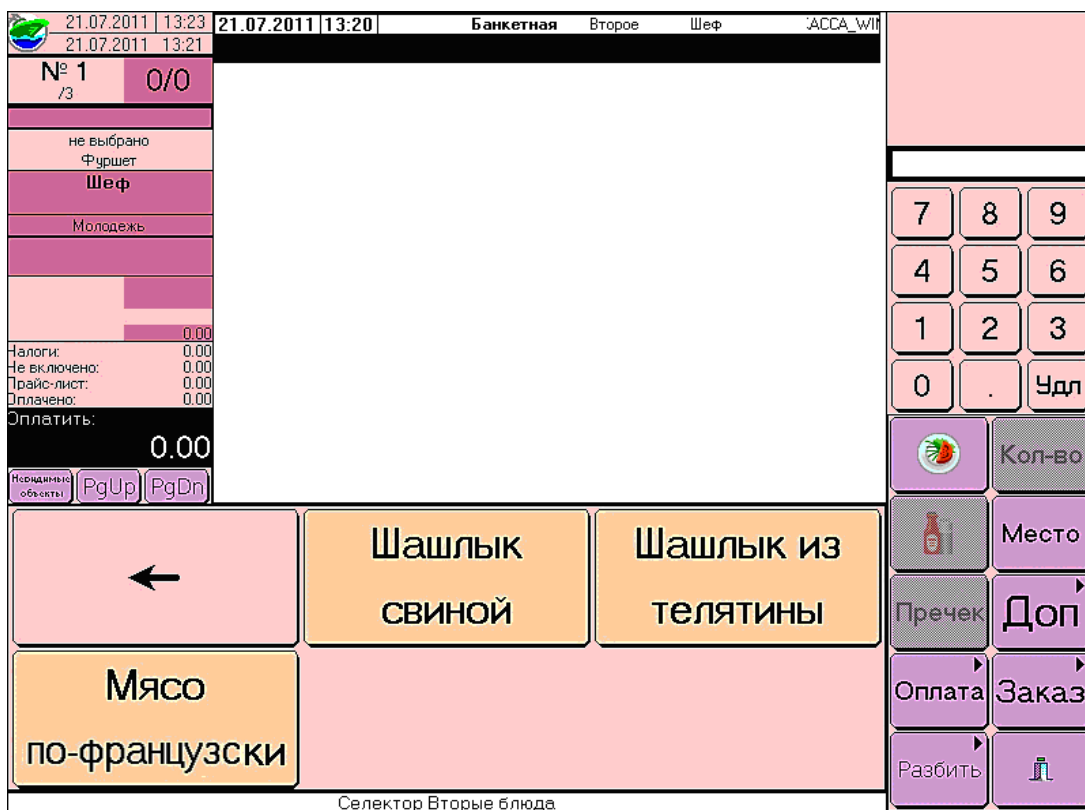 21.07.2011 13:23
21.07.2011 13:21
21.07.2011 13:20 Банкетная Второе Шеф
№ 1
/3
0/0
не выбрано
Фуршет
Шеф
Молодежь
0.00
Налоги: 0.00
Не включено: 0.00
Прайс-лист: 0.00
Оплачено: 0.00
Оплатить:
0.00
Невидимые
объекты
PgUp PgDn
7 8 9
4 5 6
1 2 3
0 . Удл
Кол-во
Место
Пречек Доп
Оплата Заказ
Разбить
Шашлык
свиной
Шашлык из
телятины
Мясо
по-французски
Селектор Вторые блюда